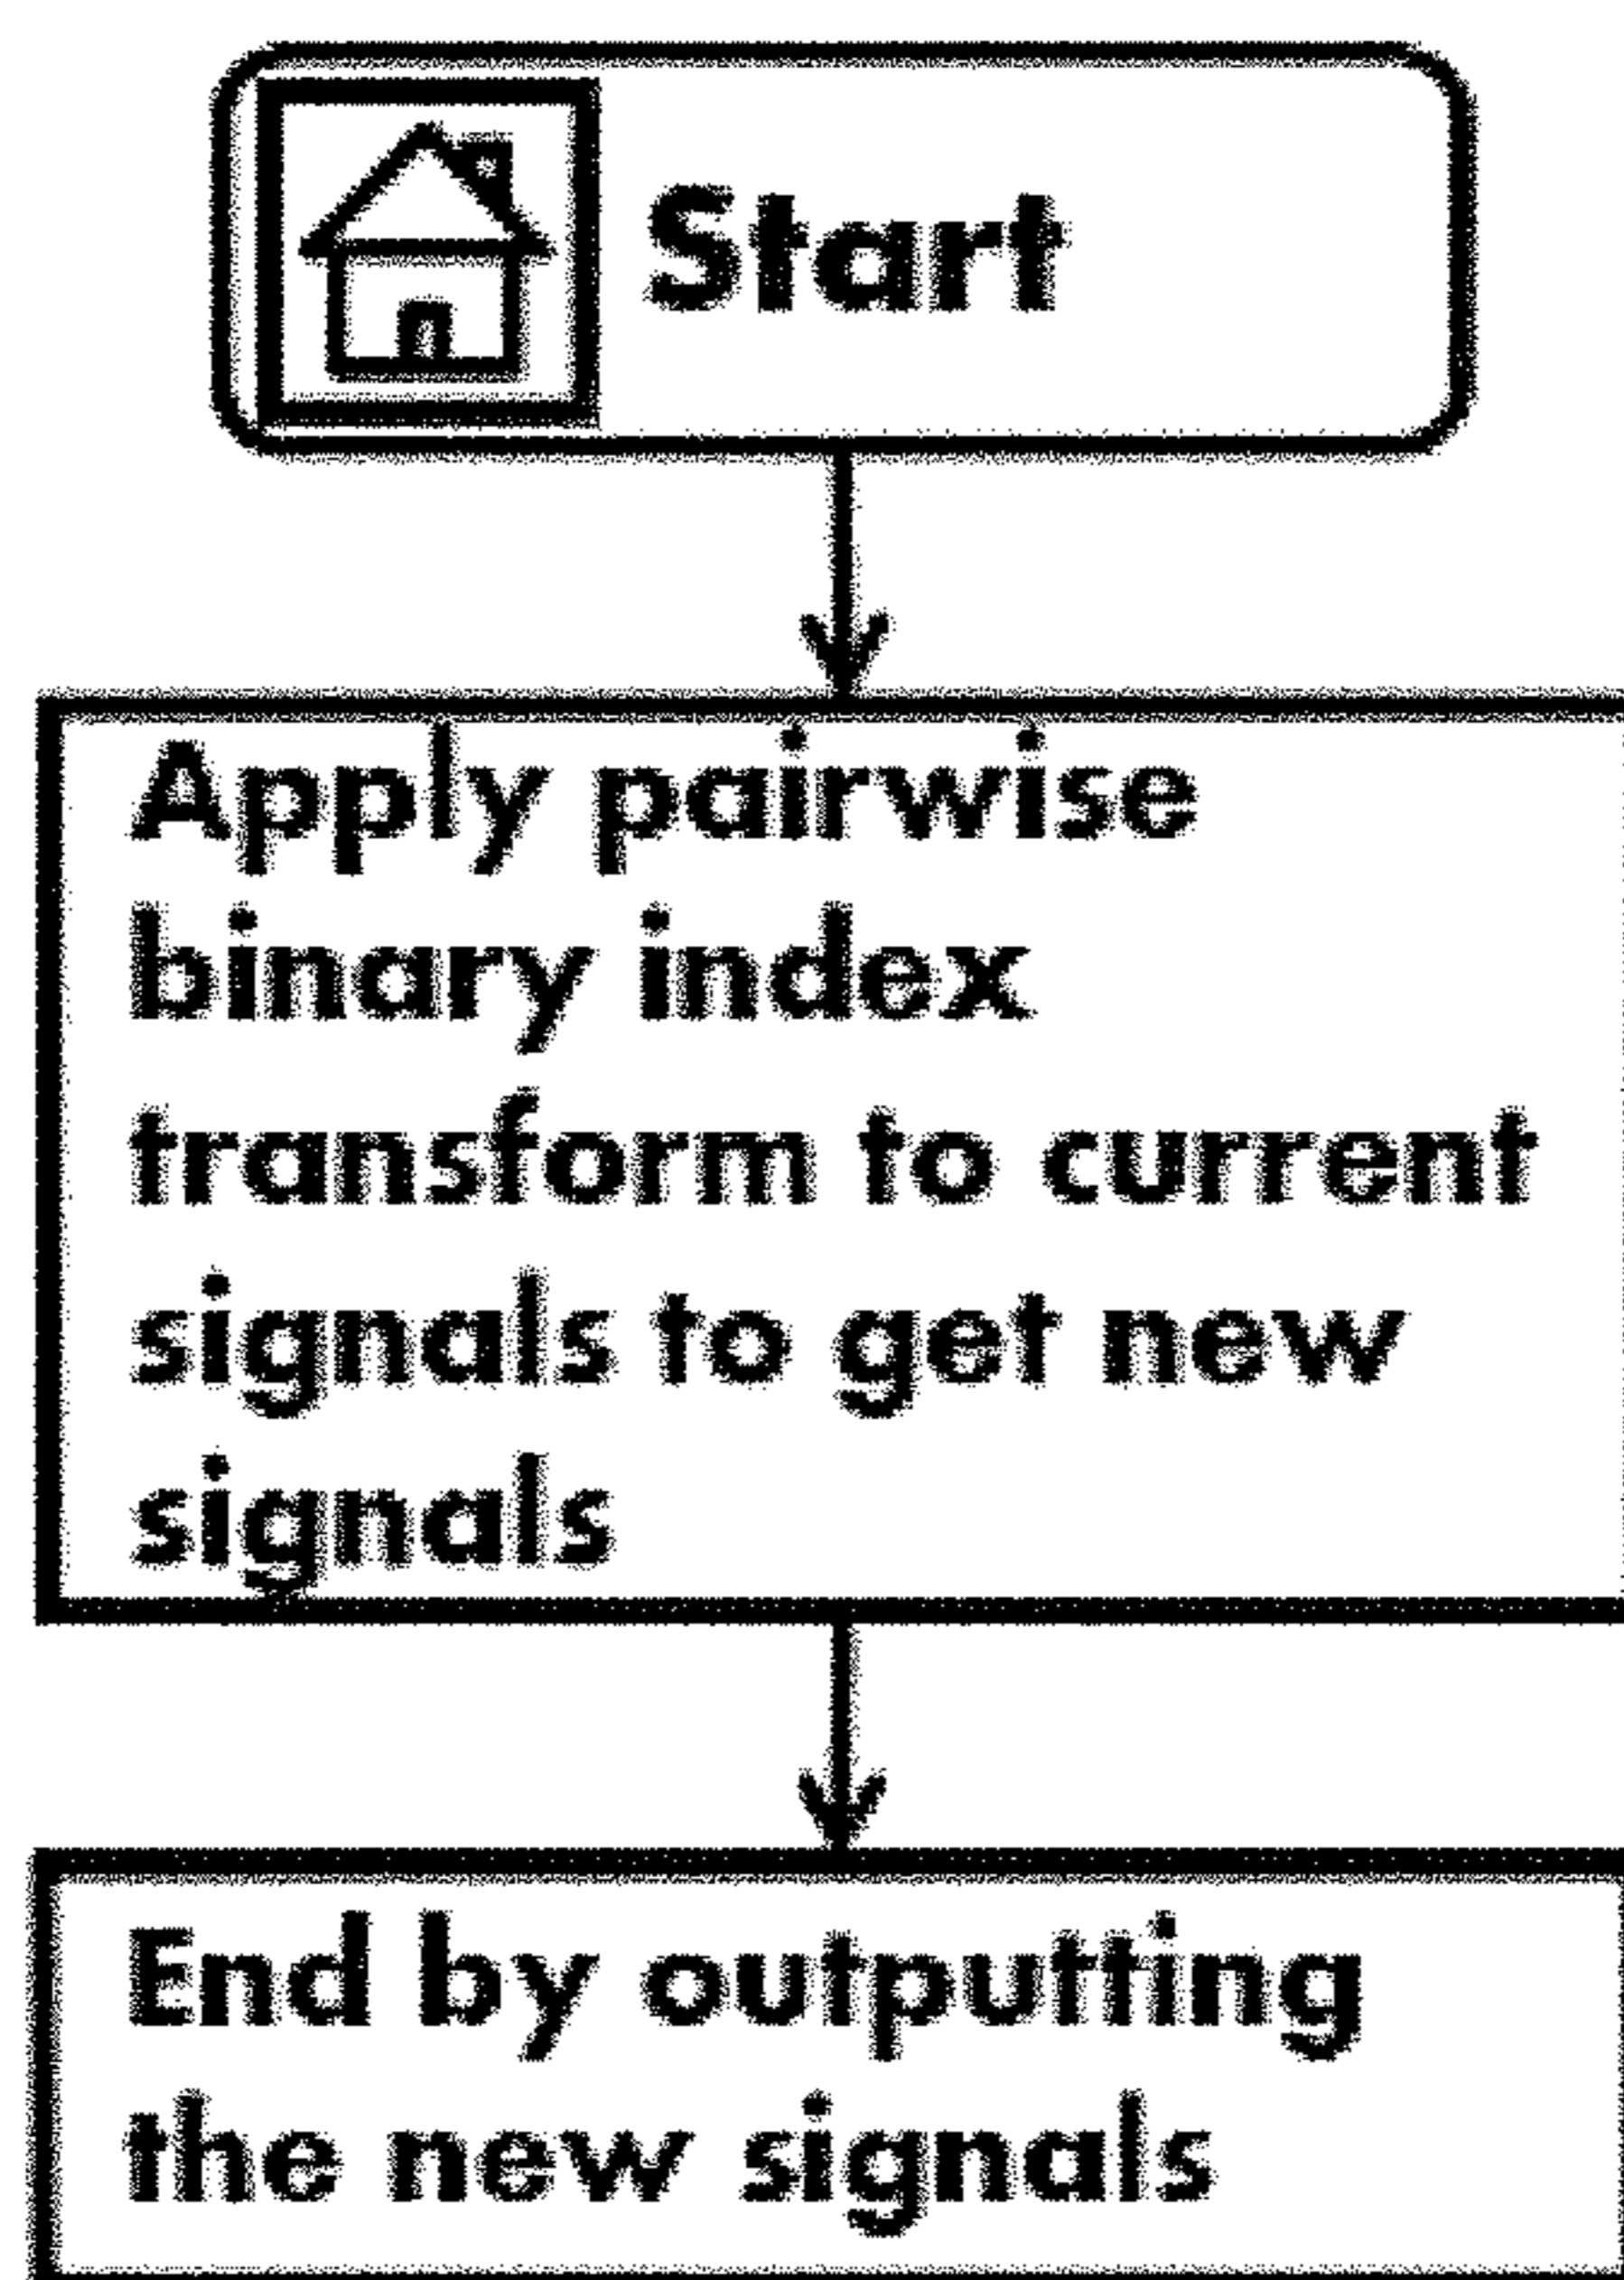 Start
Apply pairwise
binary index
transform to current
signals to get new
signals
End by outputting
the new signals